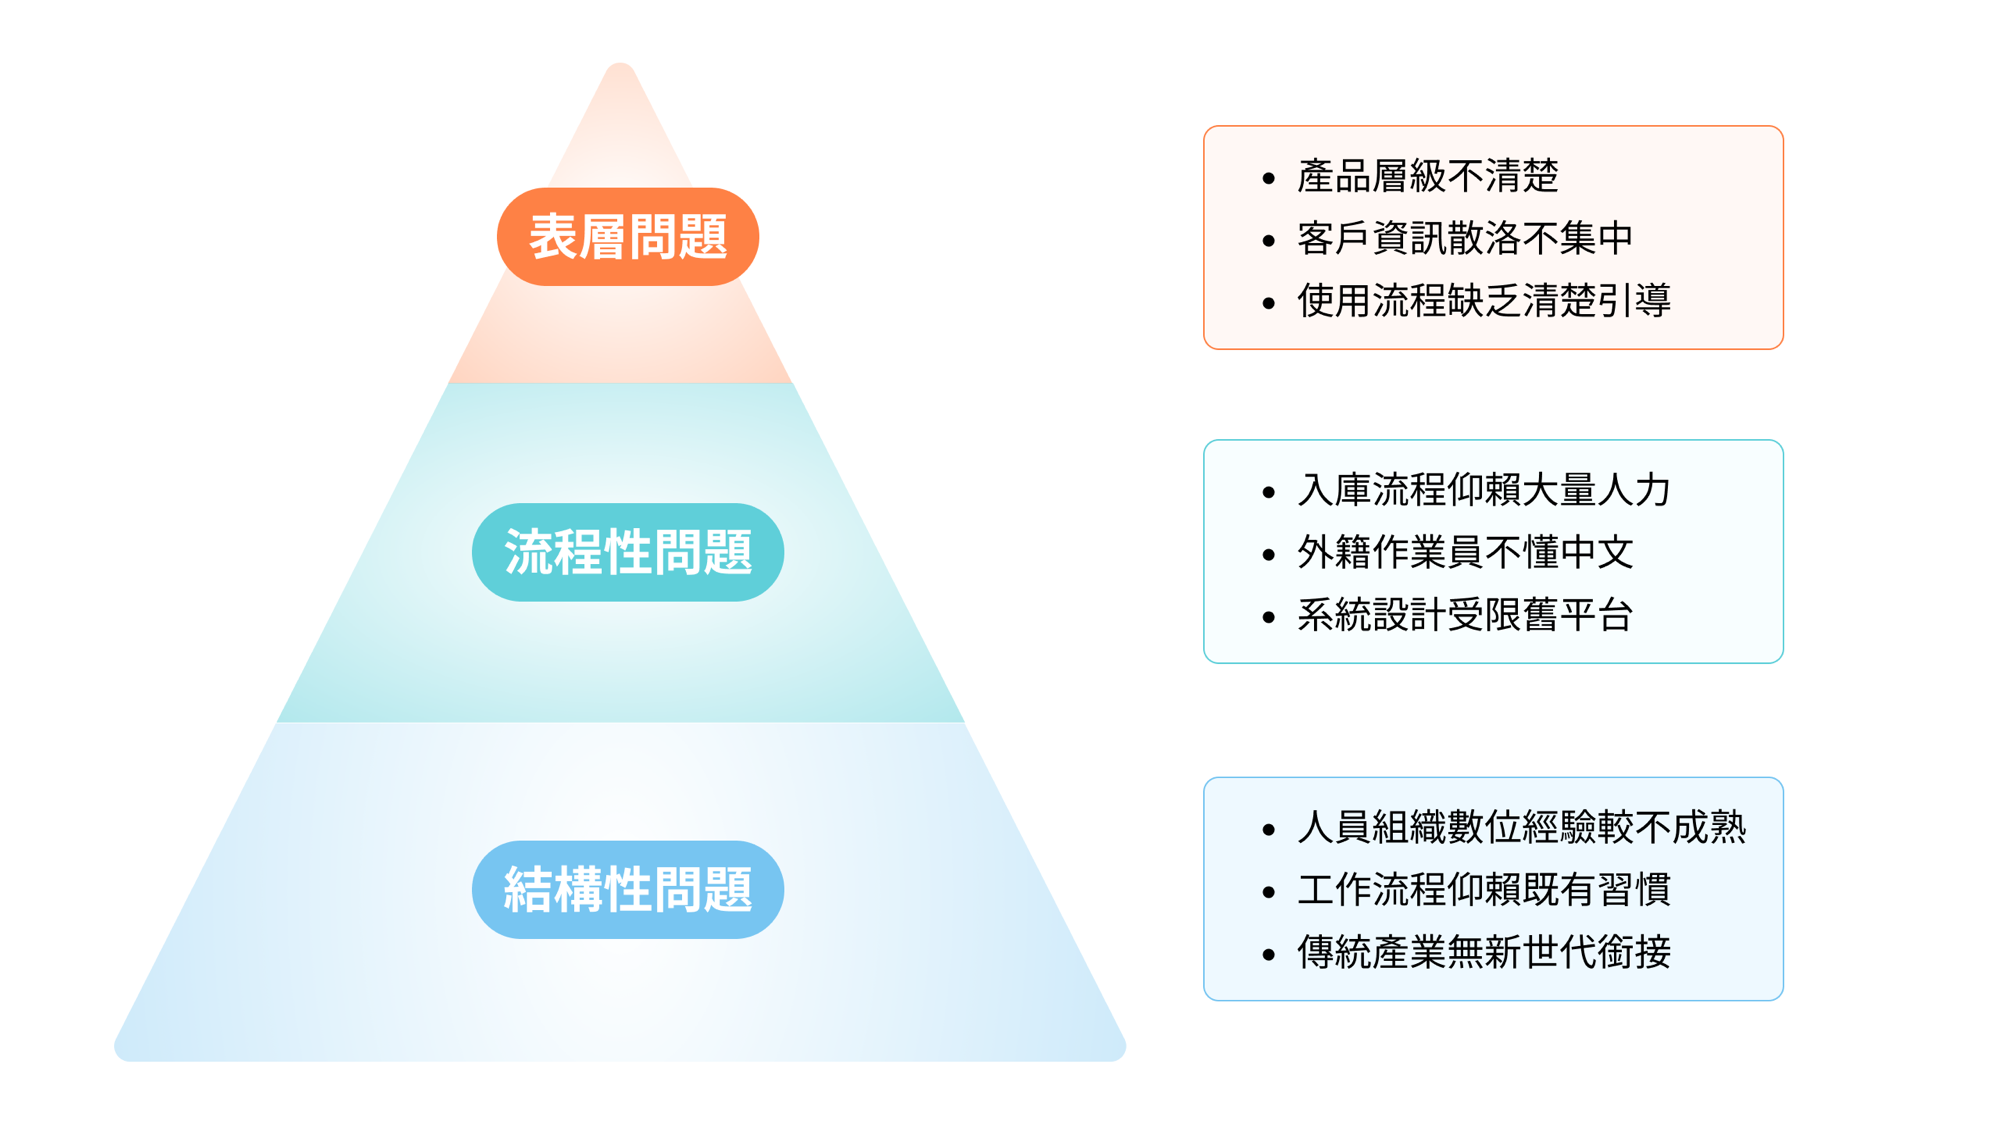 表層問題
• 產品層級不清楚
• 客戶資訊散洛不集中
• 使用流程缺乏清楚引導
流程性問題
• 入庫流程仰賴大量人力
• 外籍作業員不懂中文
• 系統設計受限舊平台
結構性問題
• 人員組織數位經驗較不成熟
• 工作流程仰賴既有習慣
• 傳統產業無新世代銜接